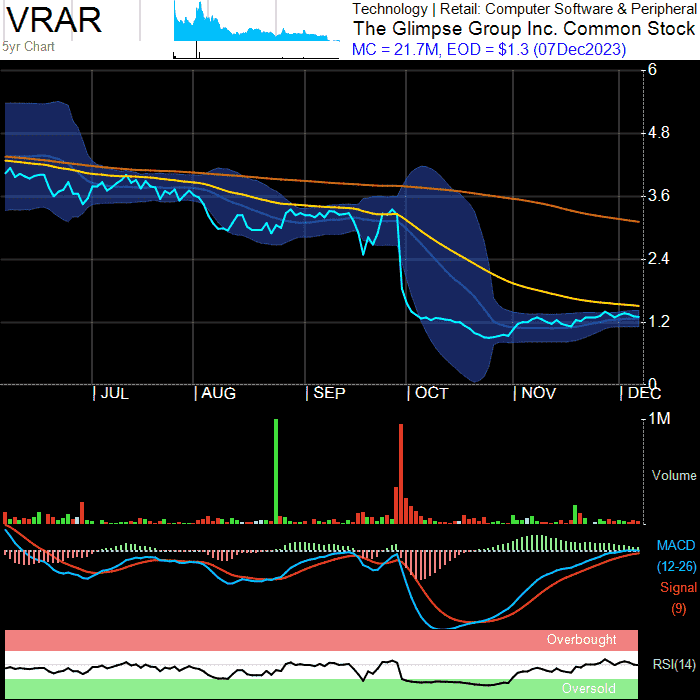 VRAR
5yr Chart
Technology | Retail: Computer Software & Peripheral
The Glimpse Group Inc. Common Stock
MC = 21.7M, EOD = $1.3 (07Dec2023)
6
4.8
3.6
2.4
1.2
0
JUL
AUG
SEP
OCT
NOV
DEC
1M
Volume
MACD
(12-26)
Signal
(9)
Overbought
RSI(14)
Oversold